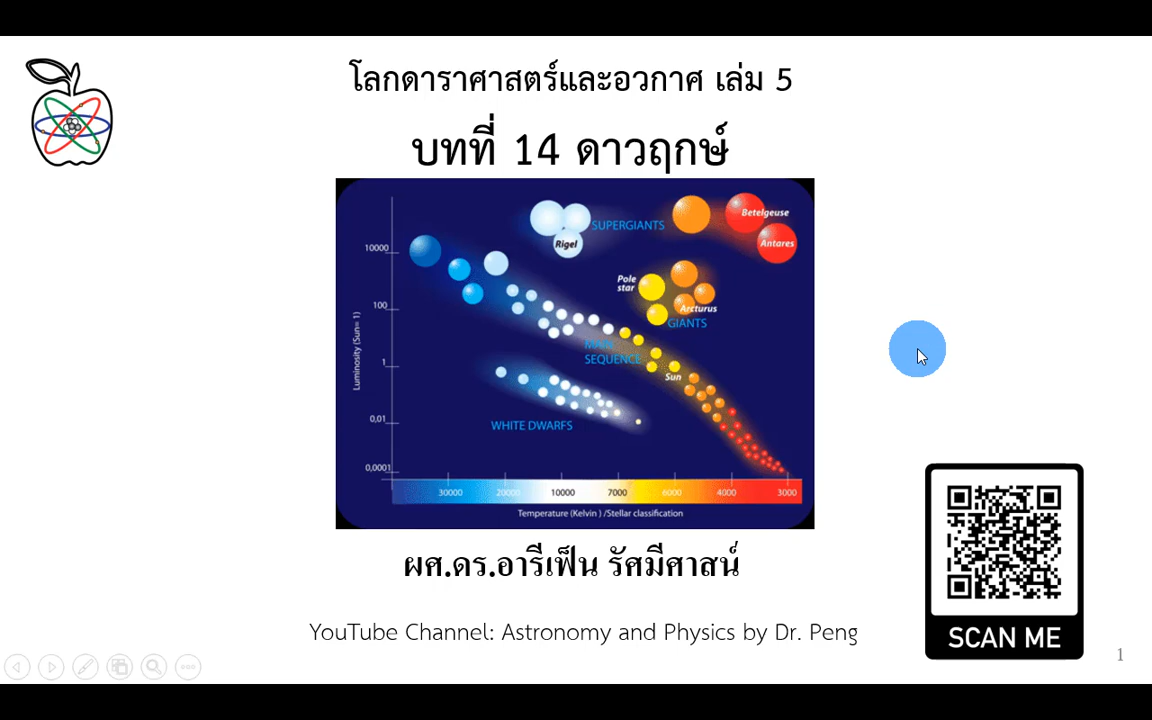 โลกดาราศาสตร์และอวกาศ เล่ม 5
บทที่ 14 ดาวฤกษ์
SUPERGIANTS
Betelgeuse
Rigel
Antares
10000
Pole
star
100
Arcturus
GIANTS
Luminosity (Sun= 1)
MAIN
SEQUENCE
1
Sun
0,01
WHITE DWARFS
0,0001
30000 20000 10000 7000 6000 4000 3000
Temperature (Kelvin ) /Stellar classification
ผศ.ดร.อารีเฟ็น รัศมีศาสน์
YouTube Channel: Astronomy and Physics by Dr. Peng
SCAN ME
1